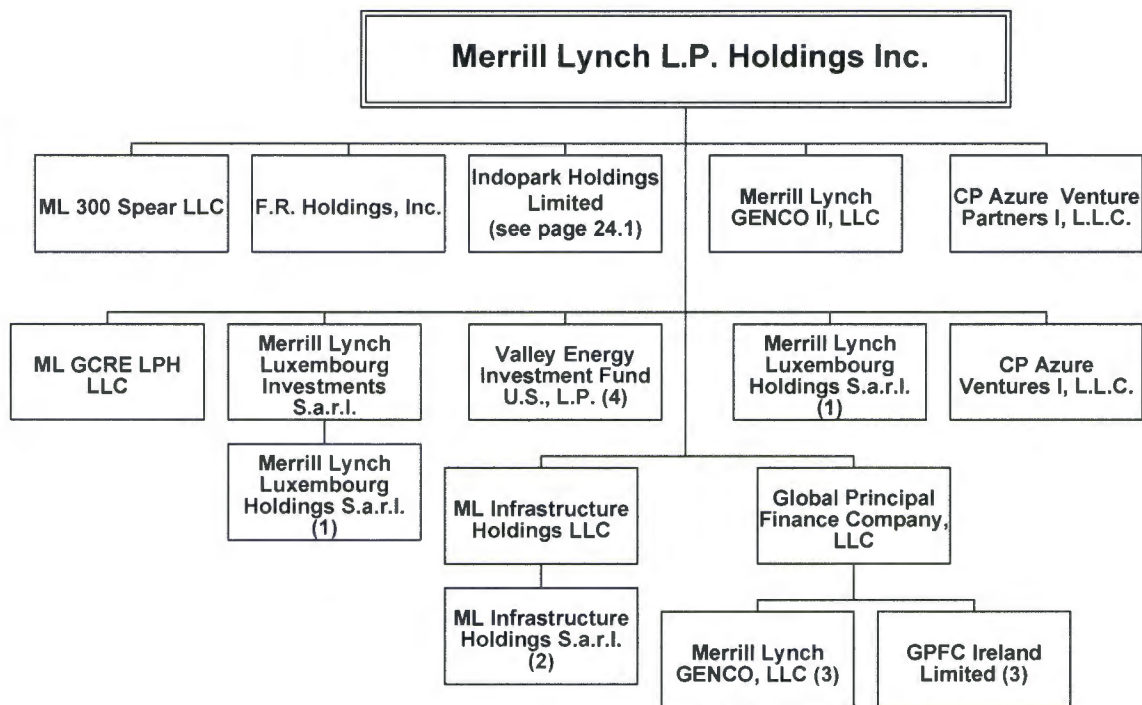 Merrill Lynch L.P. Holdings Inc.
ML 300 Spear LLC
F.R. Holdings, Inc.
Indopark Holdings
Limited
(see page 24.1)
Merrill Lynch
GENCO II, LLC
CP Azure Venture
Partners I, L.L.C.
ML GCRE LPH
LLC
Merrill Lynch
Luxembourg
Investments
S.a.r.l.
Valley Energy
Investment Fund
U.S., L.P. (4)
Merrill Lynch
Luxembourg
Holdings S.a.r.l.
(1)
CP Azure
Ventures I, L.L.C.
Merrill Lynch
Luxembourg
Holdings S.a.r.l.
(1)
ML Infrastructure
Holdings LLC
Global Principal
Finance Company,
LLC
ML Infrastructure
Holdings S.a.r.l.
(2)
Merrill Lynch
GENCO, LLC (3)
GPFC Ireland
Limited (3)